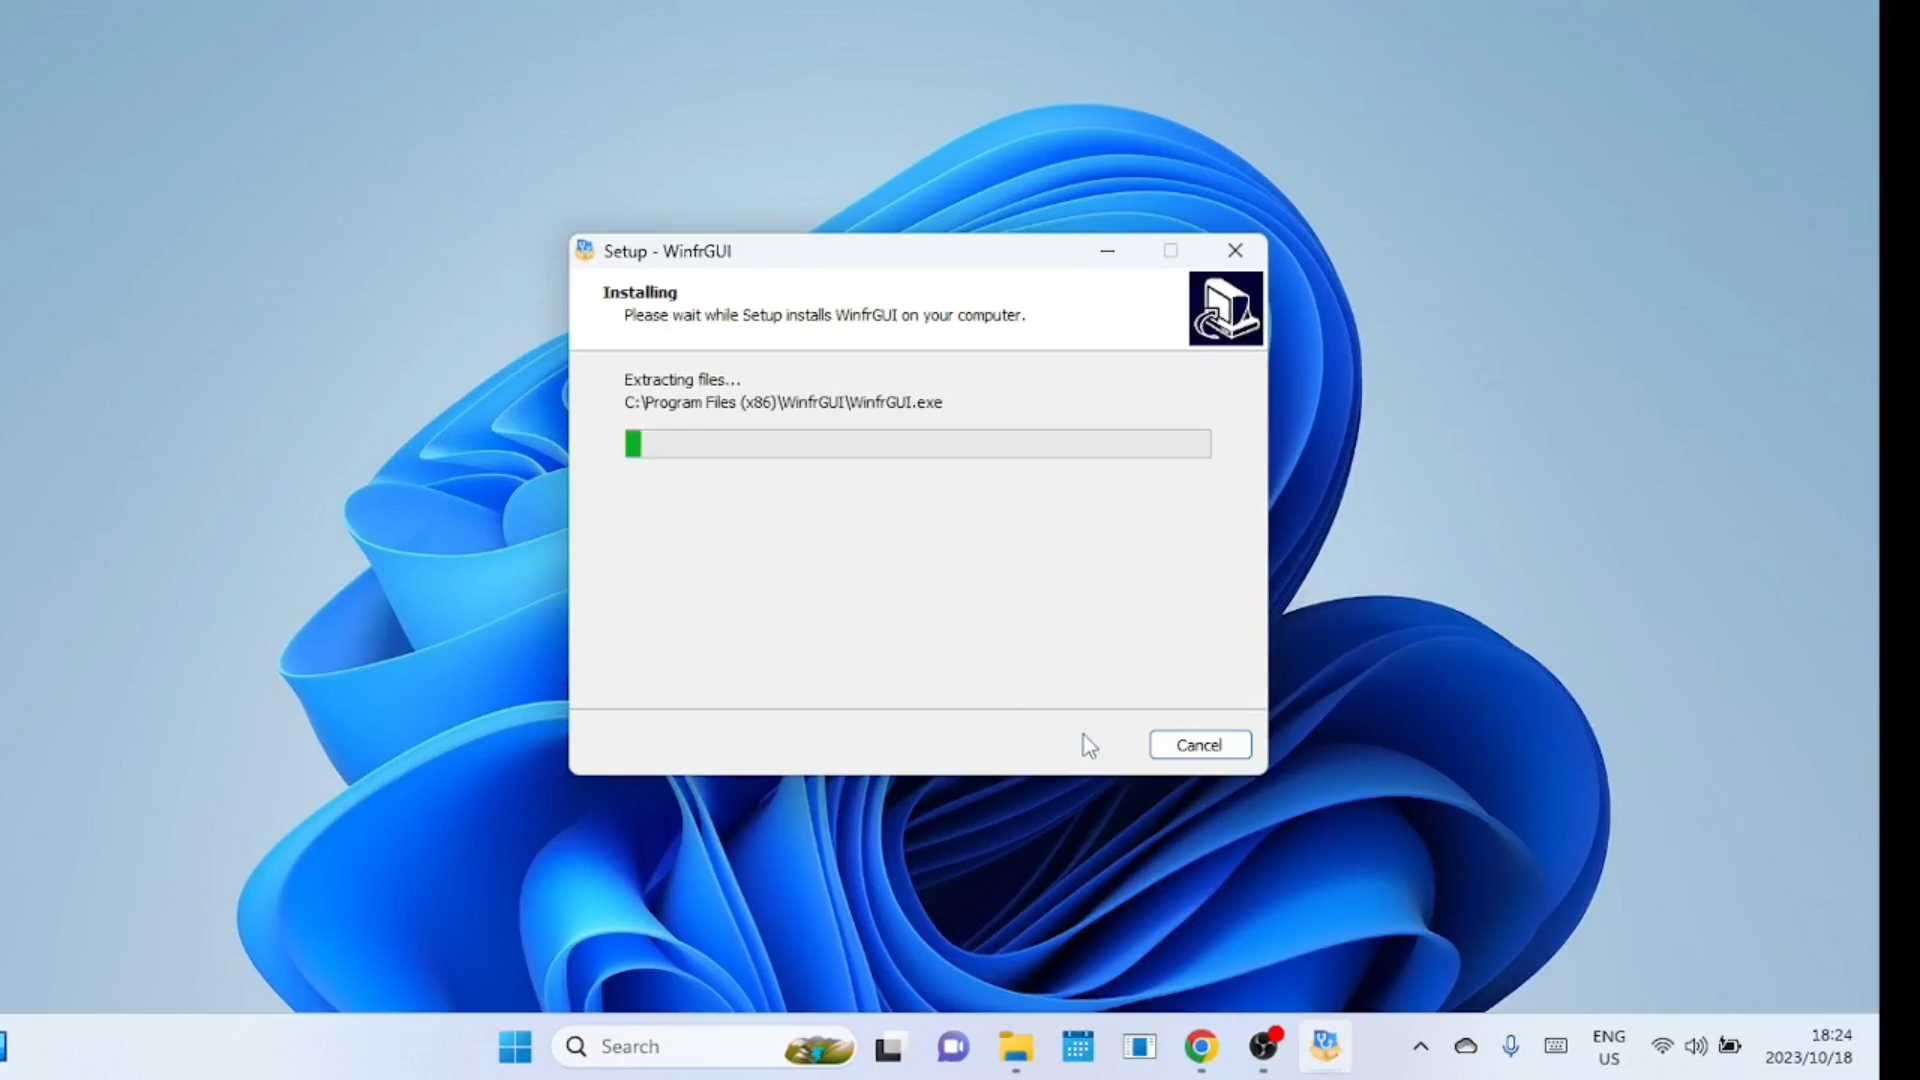 Setup - WinfrGUI
Installing
Please wait while Setup installs WinfrGUI on your computer.
Extracting files...
C:\Program Files (x86)\WinfrGUI\WinfrGUI.exe
Cancel
Search
ENG
US
18:24
2023/10/18